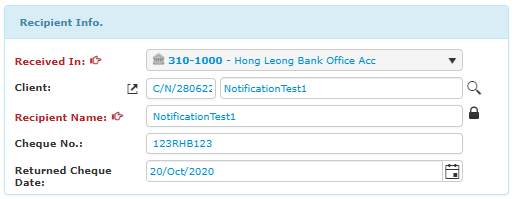 Recipient Info.
Received In: 310-1000 - Hong Leong Bank Office Acc
Client: C/N/280622 NotificationTest1
Recipient Name: NotificationTest1
Cheque No.: 123RHB123
Returned Cheque Date: 20/Oct/2020